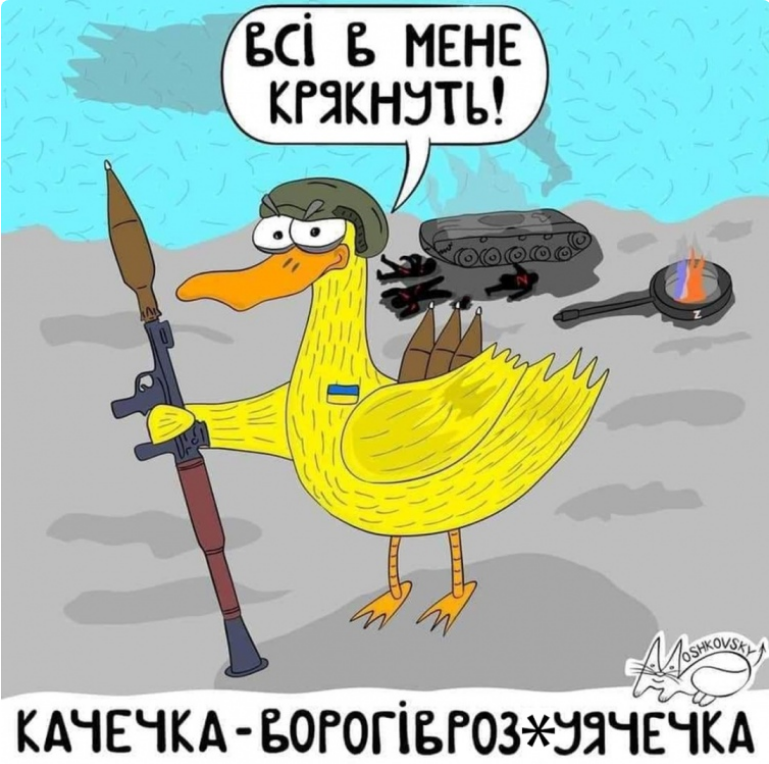 ВСІ В МЕНЕ
КРЯКНУТЬ!
Z
Z
MOSHKOVSKY
КАЧЕЧКА-ВОРОГІВРОЗ*УЯЧЕЧКА